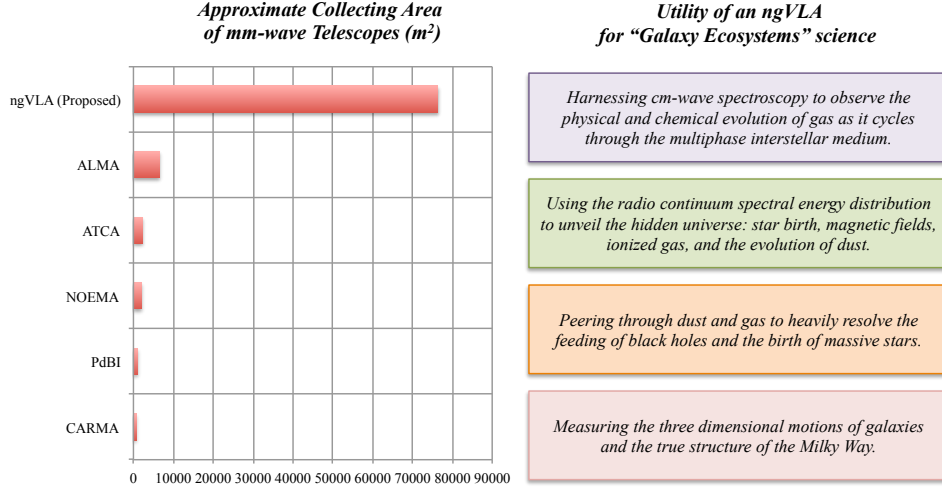 Approximate Collecting Area
of mm-wave Telescopes (m²)
ngVLA (Proposed)
ALMA
ATCA
NOEMA
PdBI
CARMA
0 10000 20000 30000 40000 50000 60000 70000 80000 90000
Utility of an ngVLA
for “Galaxy Ecosystems” science
Harnessing cm-wave spectroscopy to observe the
physical and chemical evolution of gas as it cycles
through the multiphase interstellar medium.
Using the radio continuum spectral energy distribution
to unveil the hidden universe: star birth, magnetic fields,
ionized gas, and the evolution of dust.
Peering through dust and gas to heavily resolve the
feeding of black holes and the birth of massive stars.
Measuring the three dimensional motions of galaxies
and the true structure of the Milky Way.